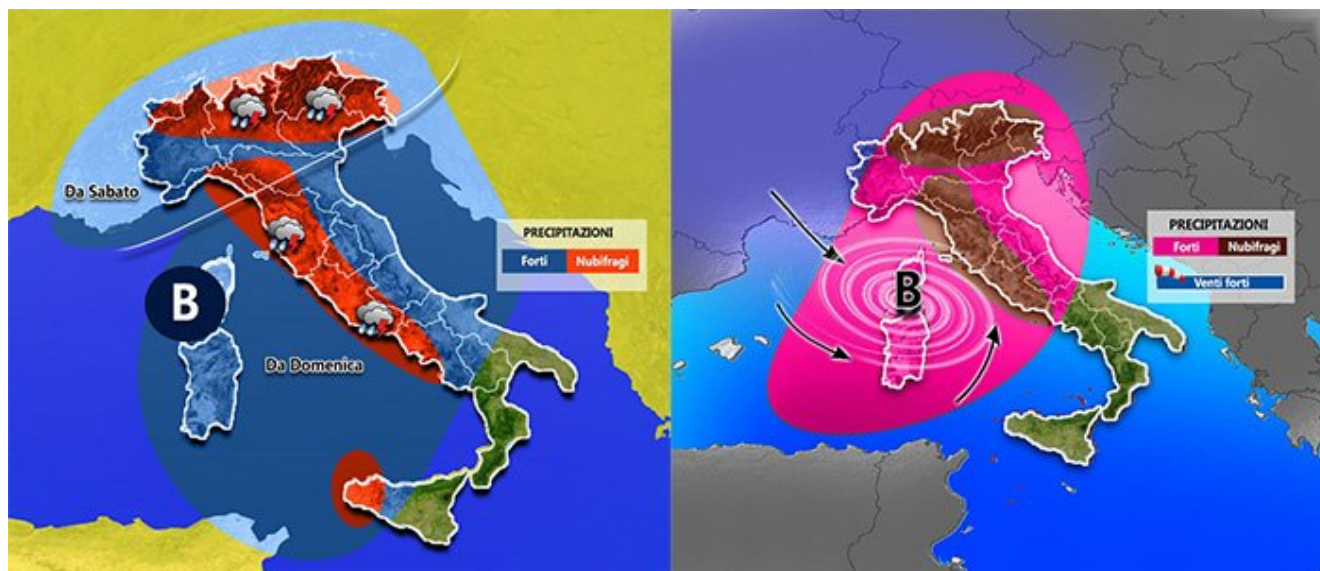 Da Sabato
B
Da Domenica
PRECIPITAZIONI
Forti Nubifragi
B
PRECIPITAZIONI
Forti Nubifragi
Venti forti